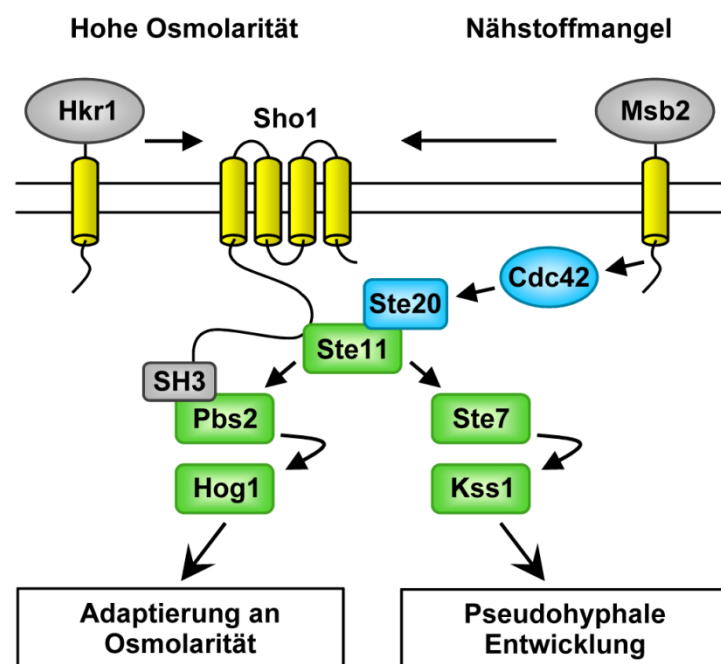 Hohe Osmolarität
Nähstoffmangel
Hkr1
Sho1
Msb2
Cdc42
Ste20
Ste11
SH3
Pbs2
Ste7
Hog1
Kss1
Adaptierung an
Osmolarität
Pseudohyphale
Entwicklung